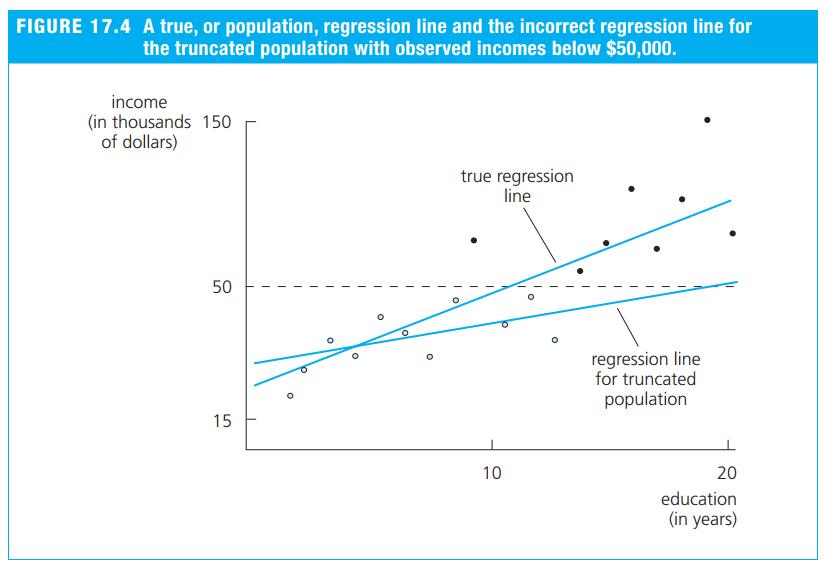 FIGURE 17.4 A true, or population, regression line and the incorrect regression line for
the truncated population with observed incomes below $50,000.
income
(in thousands
of dollars)
150
true regression
line
50
regression line
for truncated
population
15
10
20
education
(in years)